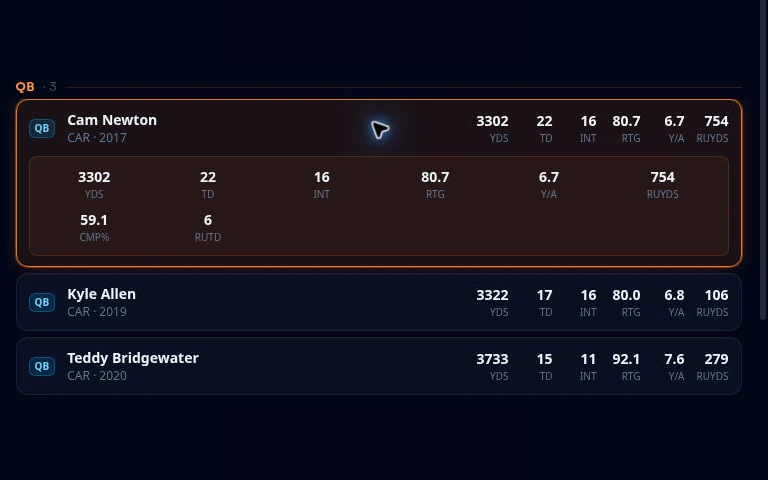 QB · 3
QB Cam Newton 3302 22 16 80.7 6.7 754
CAR · 2017 YDS TD INT RTG Y/A RUYDS
3302 22 16 80.7 6.7 754
YDS TD INT RTG Y/A RUYDS
59.1 6
CMP% RUTD
QB Kyle Allen 3322 17 16 80.0 6.8 106
CAR · 2019 YDS TD INT RTG Y/A RUYDS
QB Teddy Bridgewater 3733 15 11 92.1 7.6 279
CAR · 2020 YDS TD INT RTG Y/A RUYDS